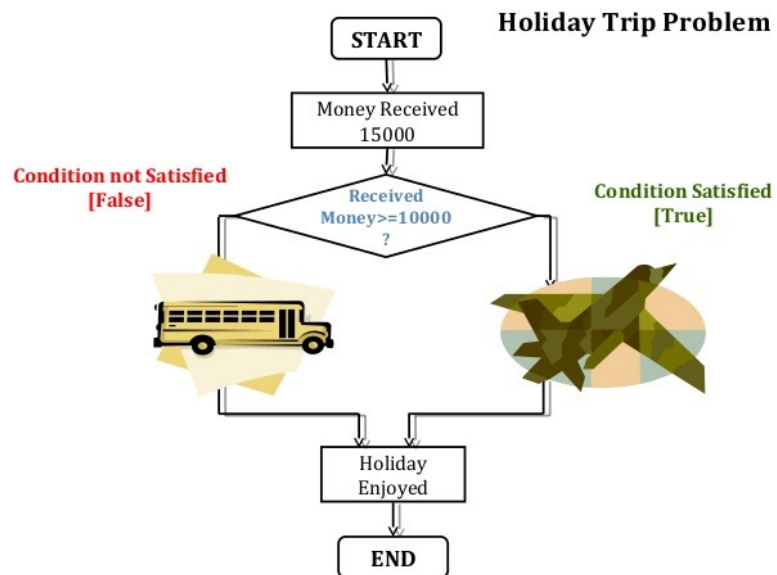 Holiday Trip Problem
START
Money Received
15000
Condition not Satisfied
[False]
Received
Money>=10000
?
Condition Satisfied
[True]
Holiday
Enjoyed
END